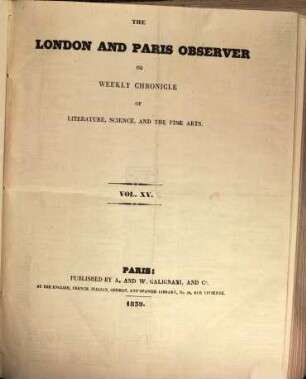 THE
LONDON AND PARIS OBSERVER
OR
WEEKLY CHRONICLE
OF
LITERATURE, SCIENCE, AND THE FINE ARTS.
VOL. XV.
PARIS:
PUBLISHED BY A. AND W. GALIGNANI, AND Cº.
AT THE ENGLISH, FRENCH, ITALIAN, GERMAN, AND SPANISH LIBRARY, No. 18, RUE VIVIENNE.
1839.